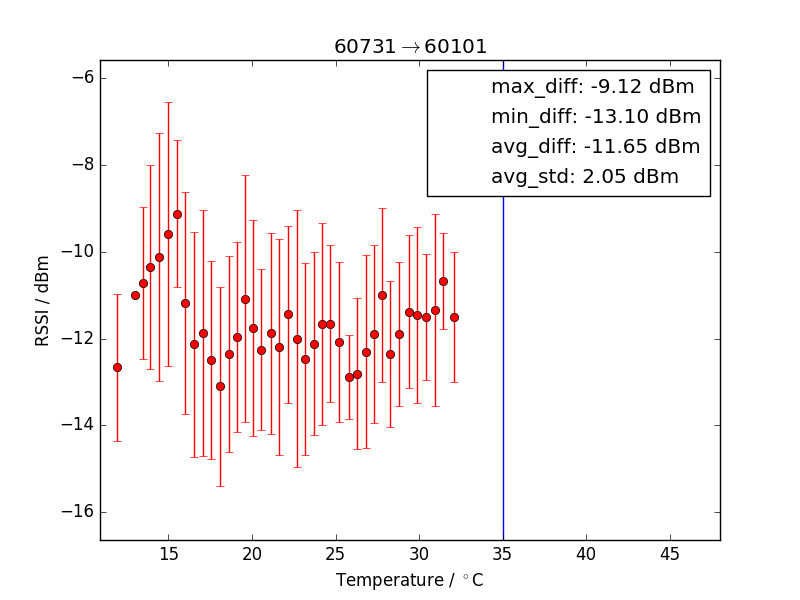 60731→60101
max_diff: -9.12 dBm
min_diff: -13.10 dBm
avg_diff: -11.65 dBm
avg_std: 2.05 dBm
RSSI / dBm
−6
−8
−10
−12
−14
−16
15 20 25 30 35 40 45
Temperature / °C